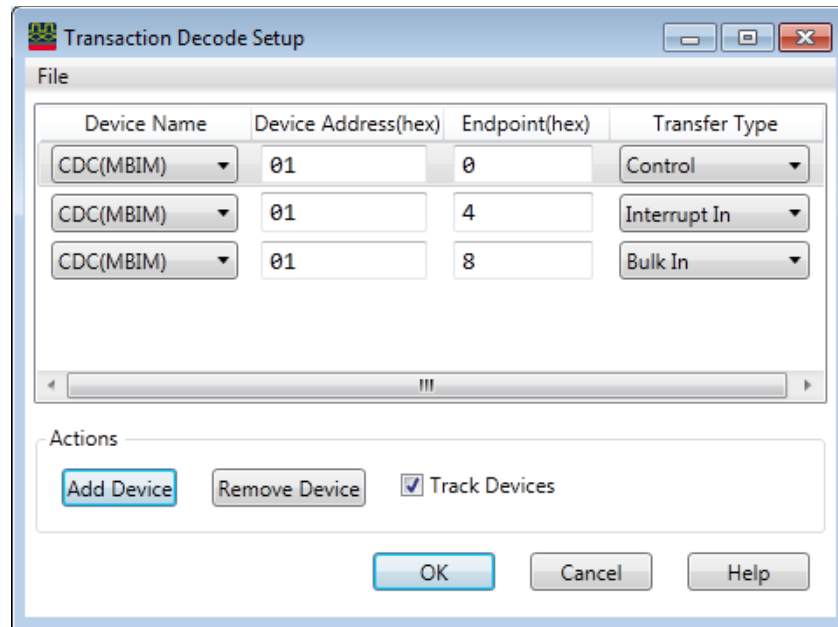 Transaction Decode Setup
File
Device Name Device Address(hex) Endpoint(hex) Transfer Type
CDC(MBIM) 01 0 Control
CDC(MBIM) 01 4 Interrupt In
CDC(MBIM) 01 8 Bulk In
Actions
Add Device Remove Device Track Devices
OK Cancel Help